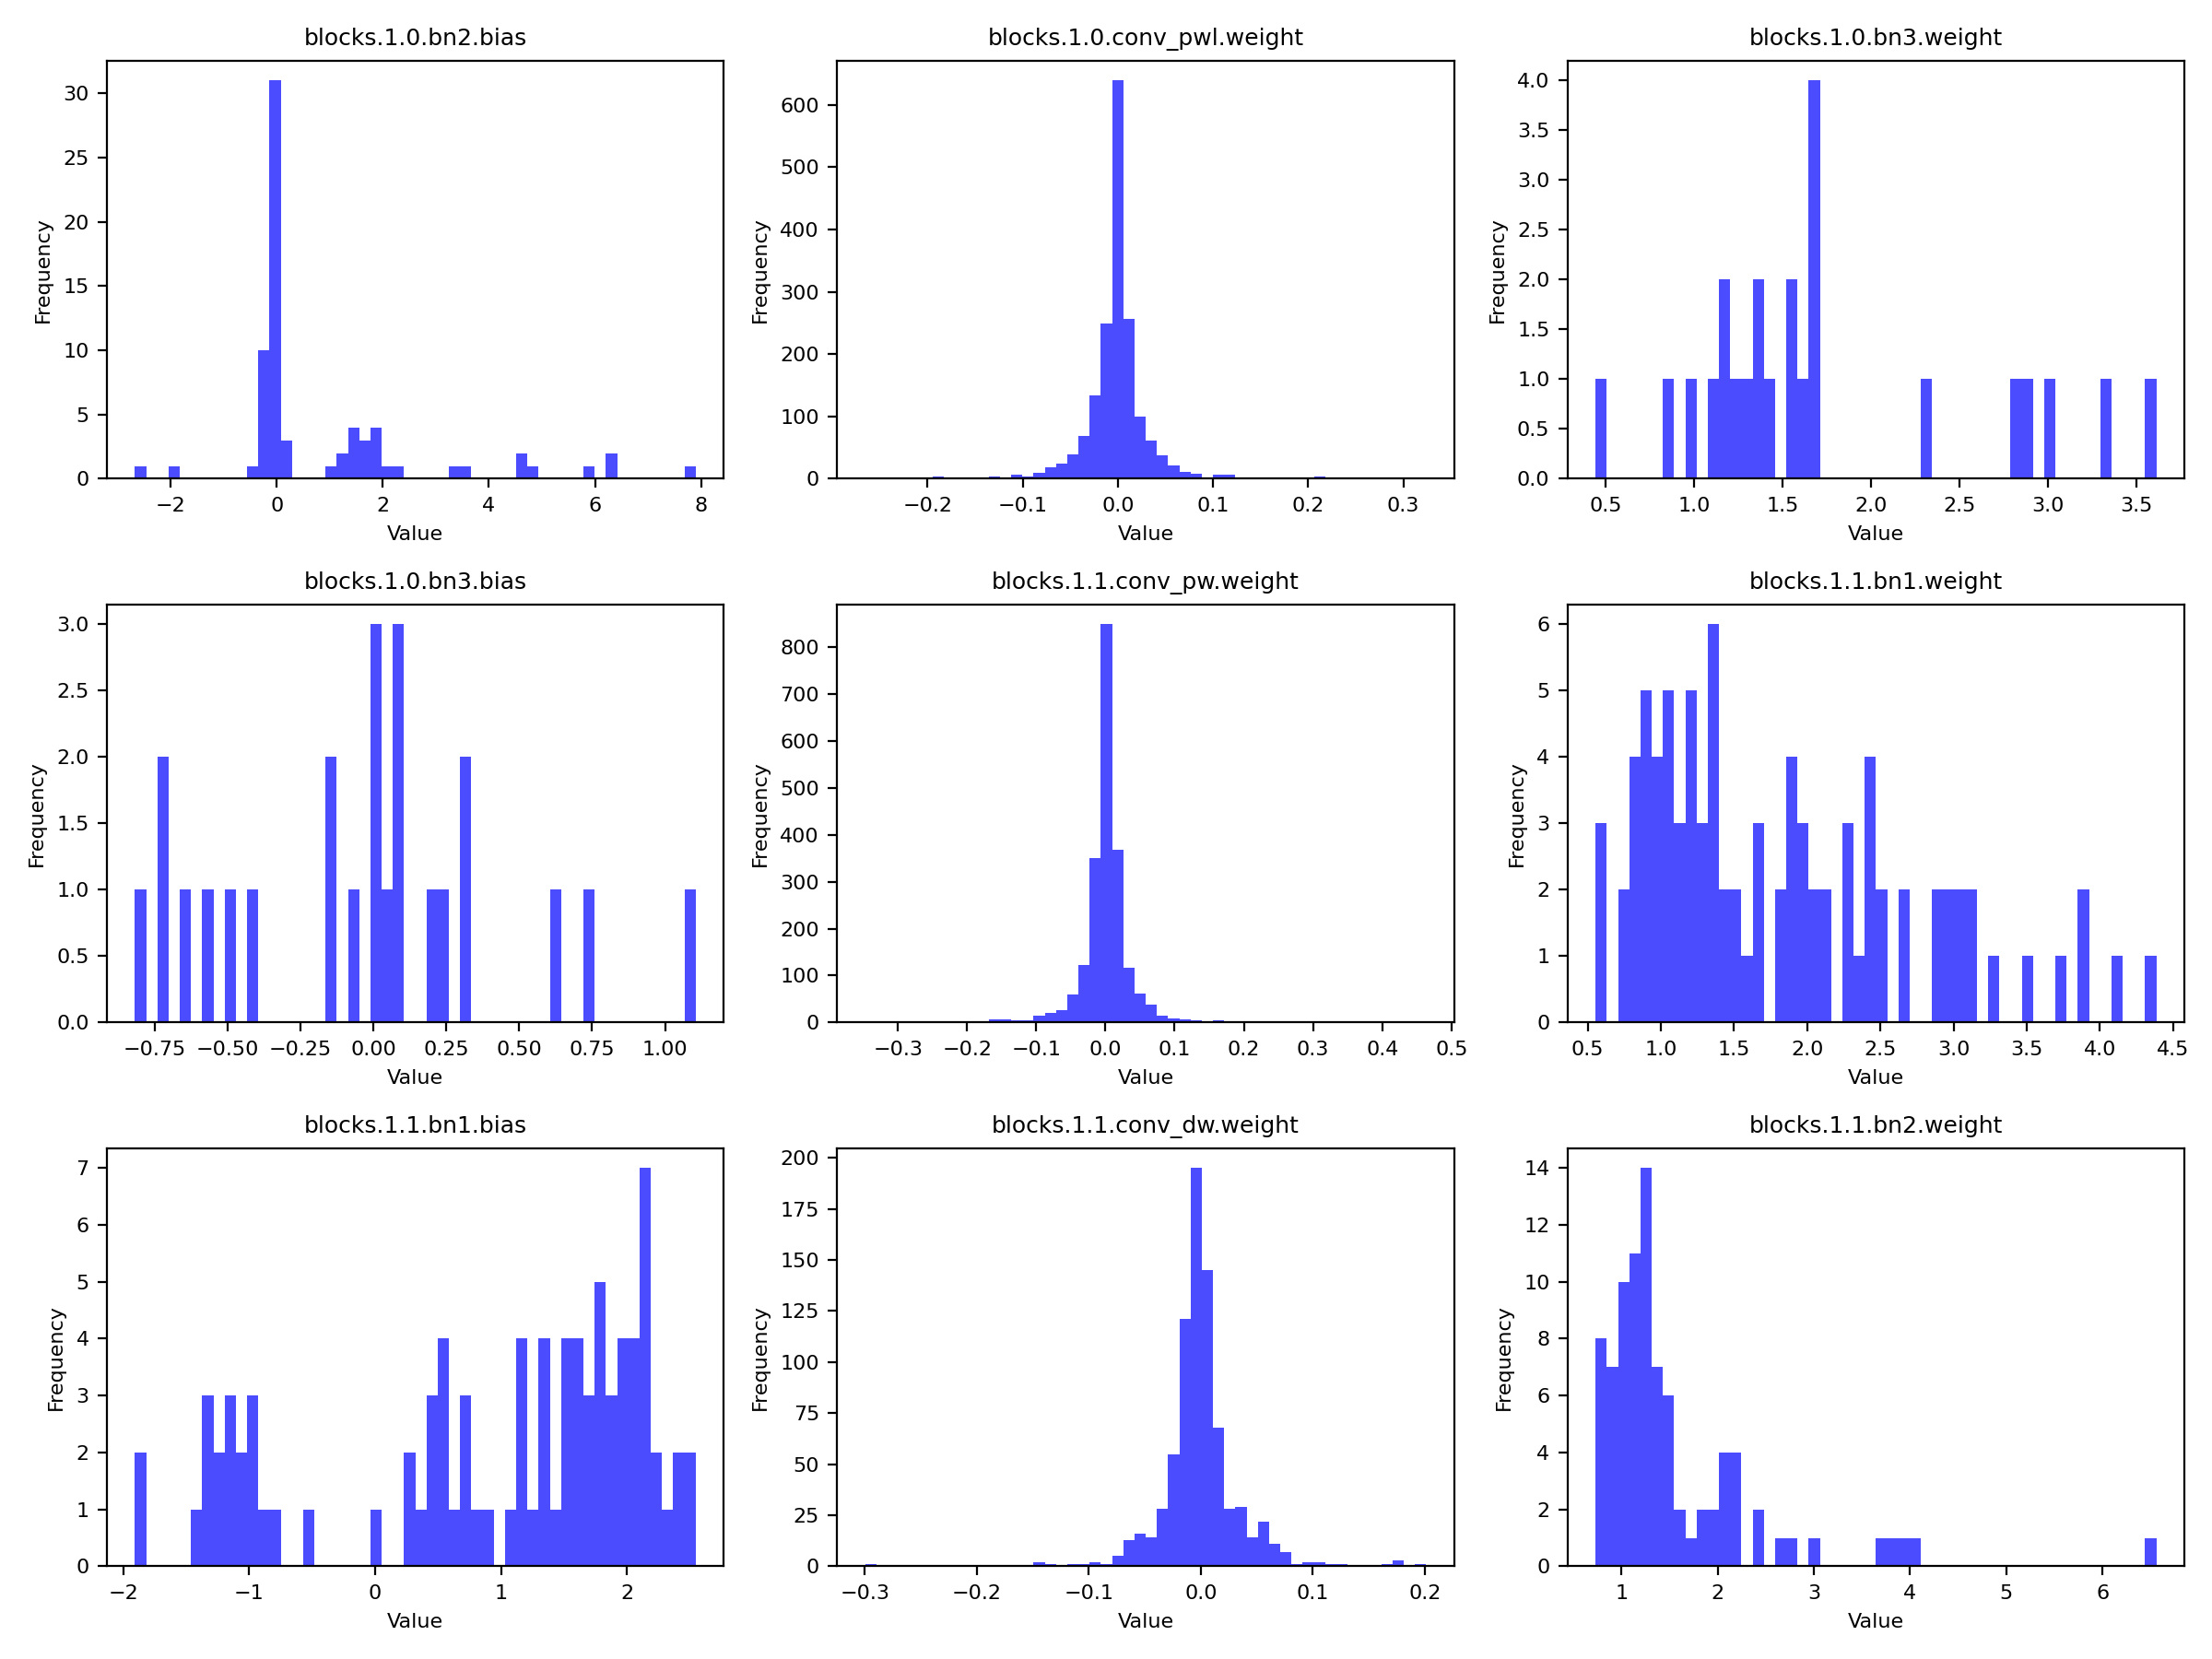 blocks.1.0.bn2.bias
30
25
20
15
10
5
0
Frequency
−2 0 2 4 6 8
Value
blocks.1.0.conv_pwl.weight
600
500
400
300
200
100
0
Frequency
−0.2 −0.1 0.0 0.1 0.2 0.3
Value
blocks.1.0.bn3.weight
4.0
3.5
3.0
2.5
2.0
1.5
1.0
0.5
0.0
Frequency
0.5 1.0 1.5 2.0 2.5 3.0 3.5
Value
blocks.1.0.bn3.bias
3.0
2.5
2.0
1.5
1.0
0.5
0.0
Frequency
−0.75 −0.50 −0.25 0.00 0.25 0.50 0.75 1.00
Value
blocks.1.1.conv_pw.weight
800
700
600
500
400
300
200
100
0
Frequency
−0.3 −0.2 −0.1 0.0 0.1 0.2 0.3 0.4 0.5
Value
blocks.1.1.bn1.weight
6
5
4
3
2
1
0
Frequency
0.5 1.0 1.5 2.0 2.5 3.0 3.5 4.0 4.5
Value
blocks.1.1.bn1.bias
7
6
5
4
3
2
1
0
Frequency
−2 −1 0 1 2
Value
blocks.1.1.conv_dw.weight
200
175
150
125
100
75
50
25
0
Frequency
−0.3 −0.2 −0.1 0.0 0.1 0.2
Value
blocks.1.1.bn2.weight
14
12
10
8
6
4
2
0
Frequency
1 2 3 4 5 6
Value